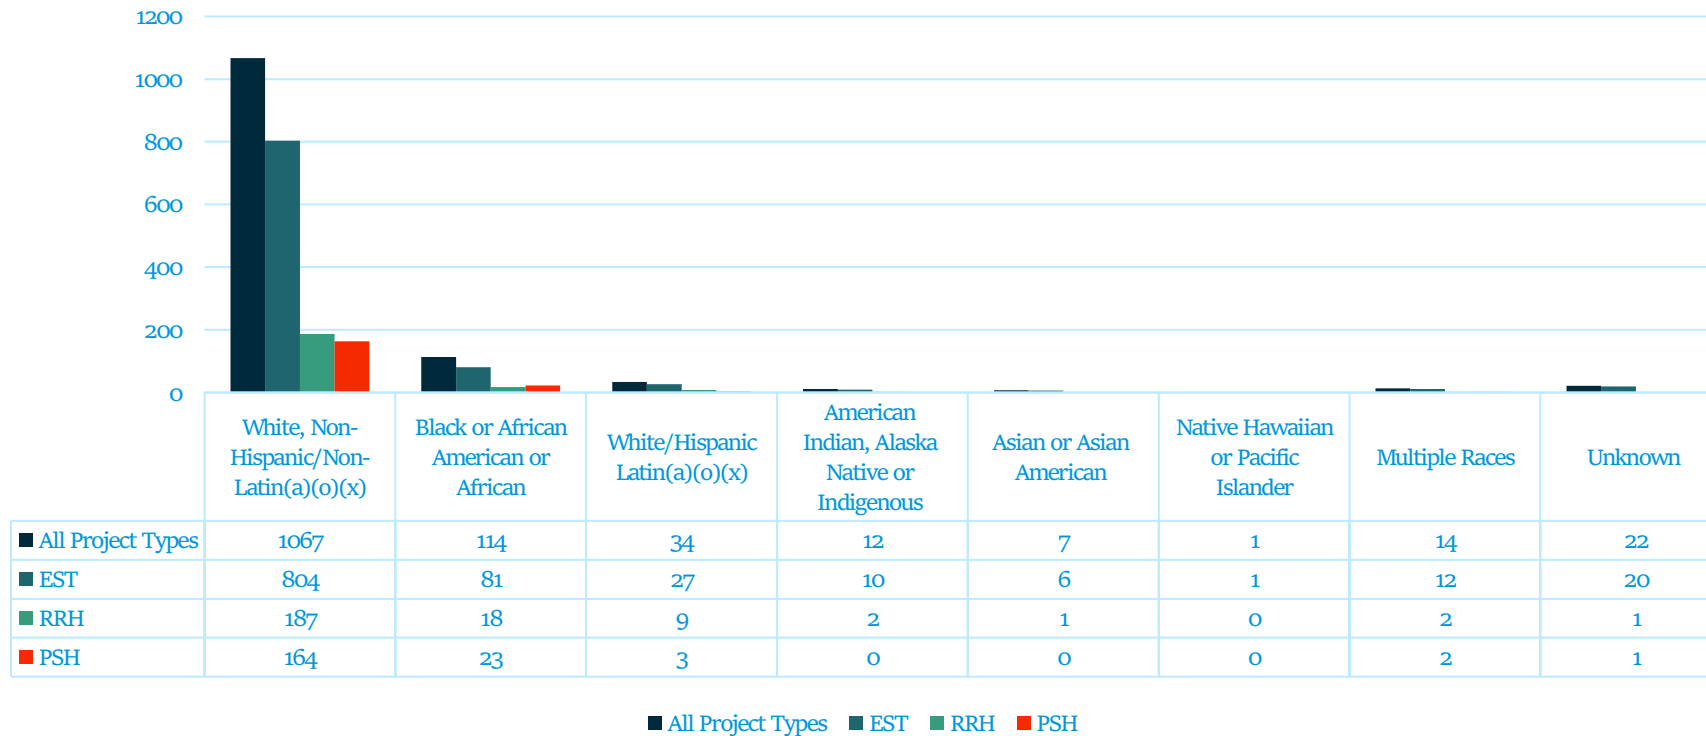 1200
1000
800
600
400
200
0
White, Non-
Hispanic/Non-
Latin(a)(o)(x)
Black or African
American or
African
White/Hispanic
Latin(a)(o)(x)
American
Indian, Alaska
Native or
Indigenous
Asian or Asian
American
Native Hawaiian
or Pacific
Islander
Multiple Races
Unknown
All Project Types 1067 114 34 12 7 1 14 22
EST 804 81 27 10 6 1 12 20
RRH 187 18 9 2 1 0 2 1
PSH 164 23 3 0 0 0 2 1
All Project Types EST RRH PSH